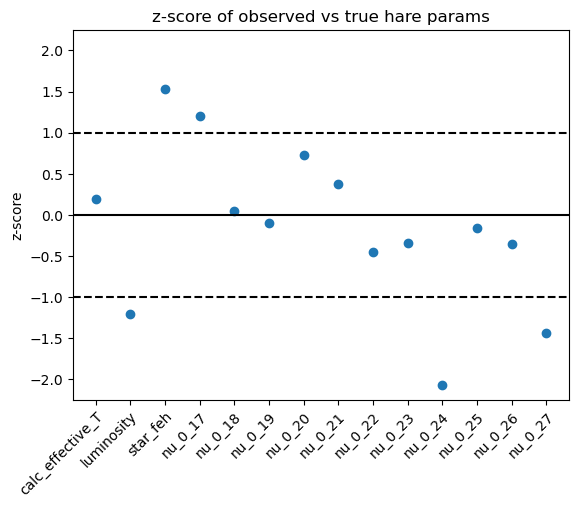 z-score of observed vs true hare params
z-score
2.0
1.5
1.0
0.5
0.0
−0.5
−1.0
−1.5
−2.0
calc_effective_T
luminosity
star_feh
nu_0_17
nu_0_18
nu_0_19
nu_0_20
nu_0_21
nu_0_22
nu_0_23
nu_0_24
nu_0_25
nu_0_26
nu_0_27